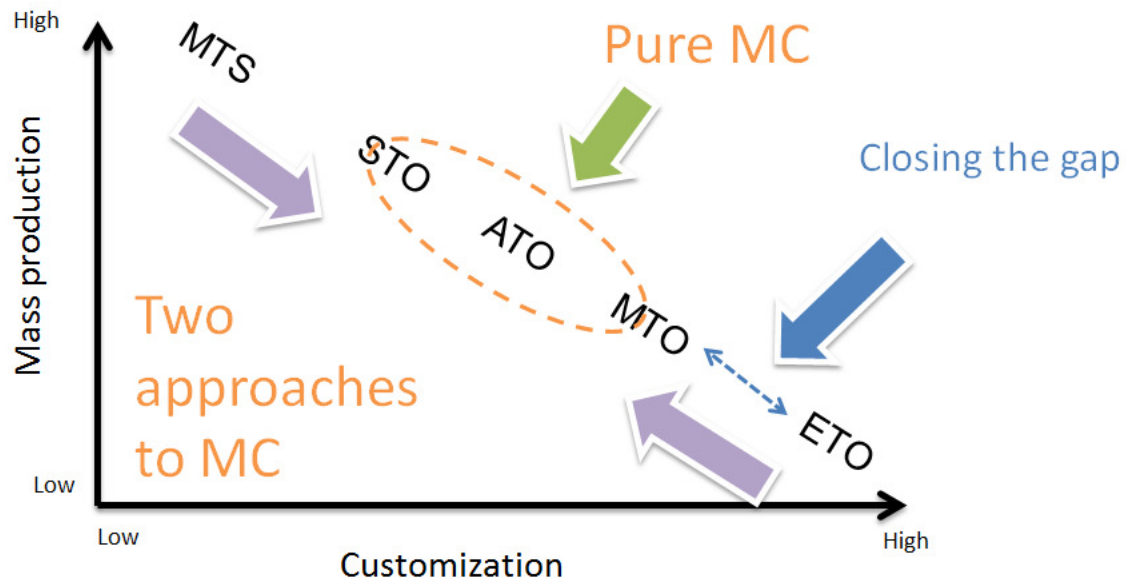 High
MTS
Pure MC
STO
Closing the gap
ATO
Mass production
Two
approaches
to MC
MTO
ETO
Low
Low
High
Customization